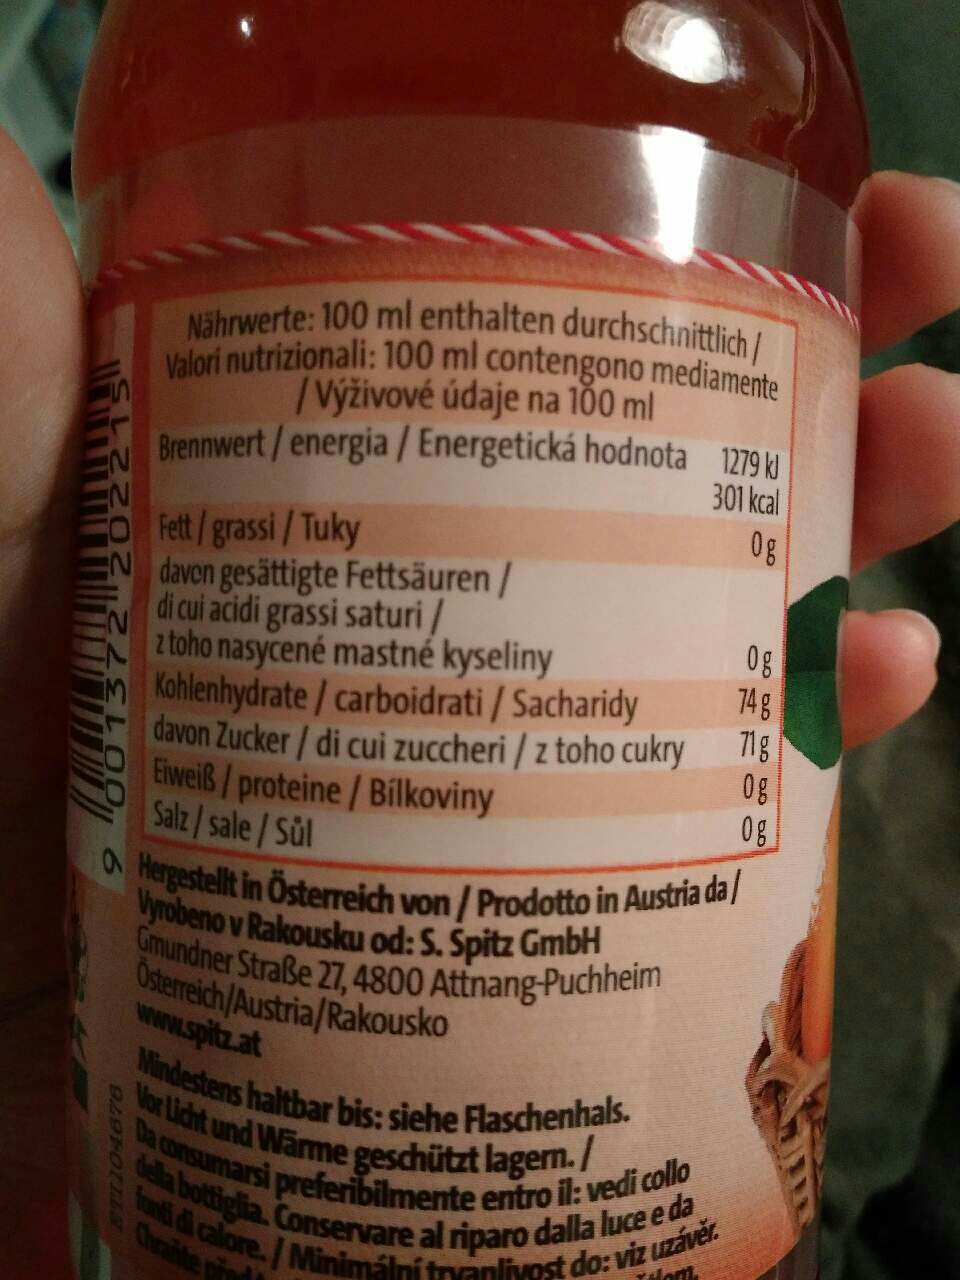 Nährwerte: 100 ml enthalten durchschnittlich /
Valori nutrizionali: 100 ml contengono mediamente
/ Výživové údaje na 100 ml
Brennwert / energia / Energetická hodnota 1279 kJ
301 kcal
Fett / grassi / Tuky 0 g
davon gesättigte Fettsäuren /
di cui acidi grassi saturi /
z toho nasycené mastné kyseliny 0 g
Kohlenhydrate / carboidrati / Sacharidy 74 g
davon Zucker / di cui zuccheri / z toho cukry 71 g
Eiweiß / proteine / Bílkoviny 0 g
Salz / sale / Sůl 0 g
Hergestellt in Österreich von / Prodotto in Austria da /
Vyrobeno v Rakousku od: S. Spitz GmbH
Gmundner Straße 27, 4800 Attnang-Puchheim
Österreich/Austria/Rakousko
www.spitz.at
Mindestens haltbar bis: siehe Flaschenhals.
Vor Licht und Wärme geschützt lagern. /
Da consumarsi preferibilmente entro il: vedi collo
della bottiglia. Conservare al riparo dalla luce e da
fonti di calore. / Minimální trvanlivost do: viz uzávěr.
Chraňte
9 001372 202215
ETI104676